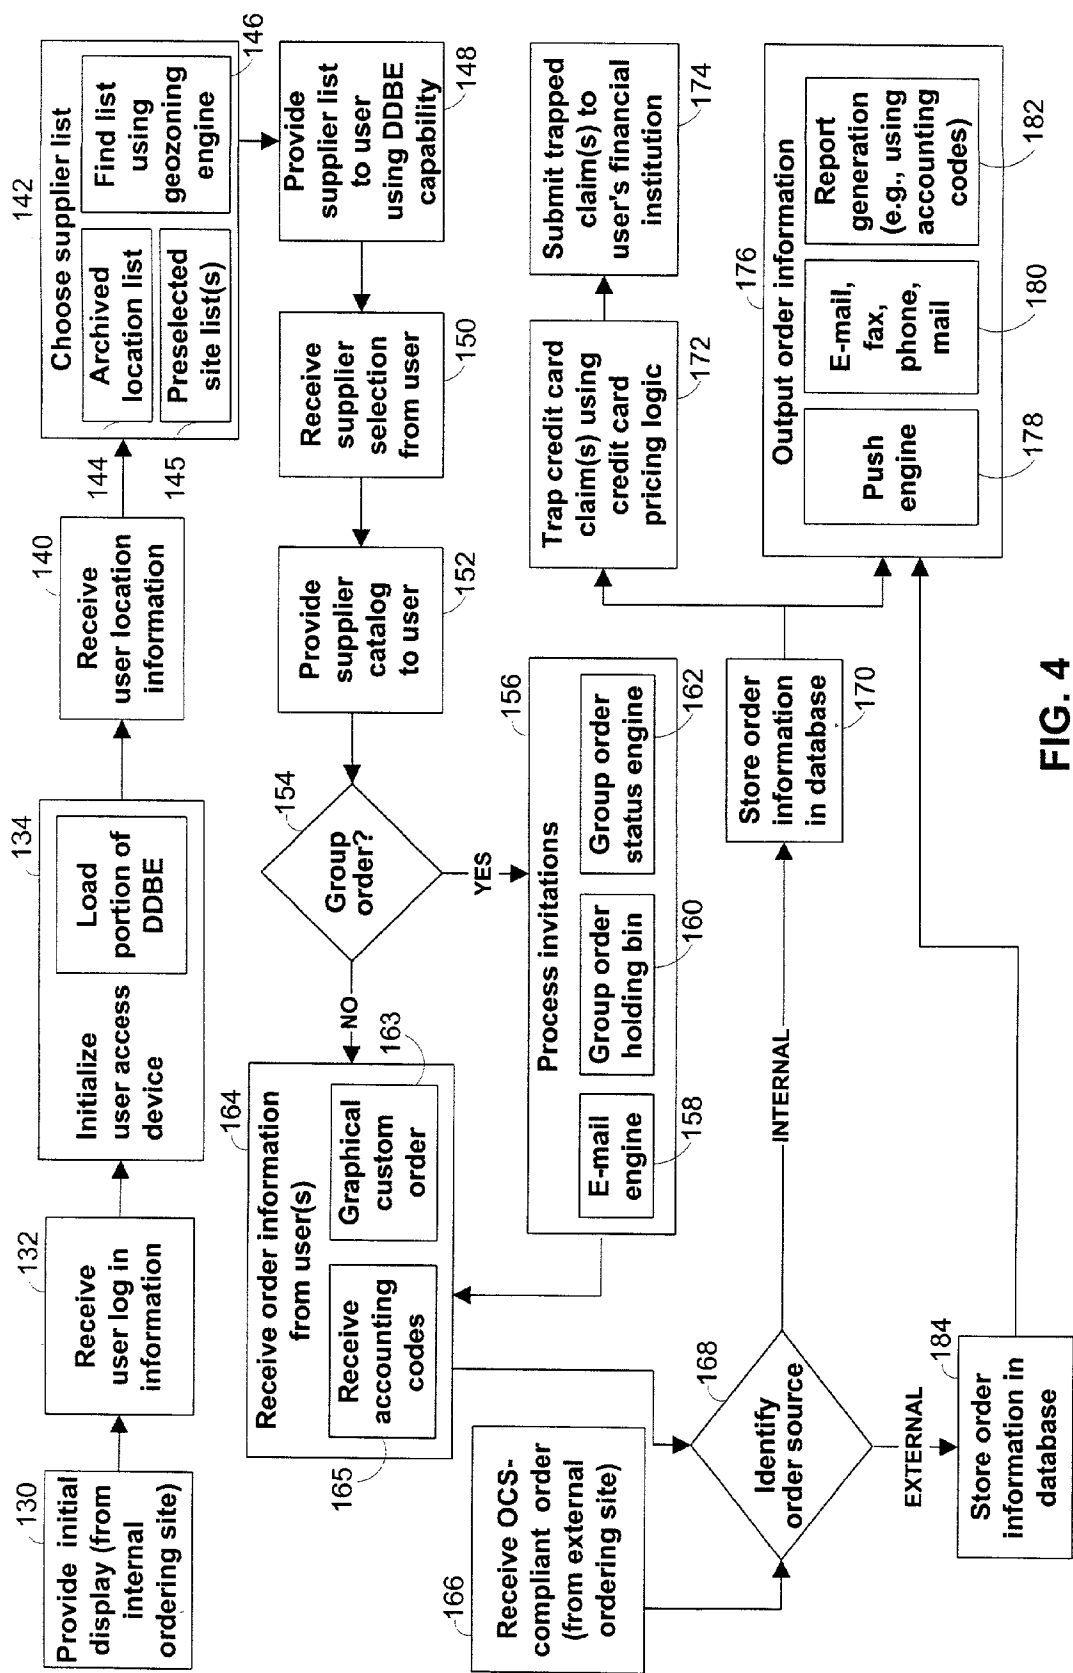 130
Provide initial
display (from
internal
ordering site)
132
Receive
user log in
information
134
Initialize
user access
device
Load
portion of
DDBE
140
Receive
user location
information
142
Choose supplier list
144
Archived
location list
145
Preselected
site list(s)
146
Find list
using
geozoning
engine
148
Provide
supplier list
to user
using DDBE
capability
150
Receive
supplier
selection
from user
152
Provide
supplier
catalog
to user
154
Group
order?
NO
YES
156
Process invitations
E-mail
engine
158
Group order
holding bin
160
Group order
status engine
162
164
Receive order information
from user(s)
Receive
accounting
codes
165
Graphical
custom
order
163
166
Receive OCS-
compliant order
(from external
ordering site)
168
Identify
order source
INTERNAL
EXTERNAL
Store order
information
in database
170
Trap credit card
claim(s) using
credit card
pricing logic
172
Submit trapped
claim(s) to
user's financial
institution
174
176
Output order information
Push
engine
178
E-mail,
fax,
phone,
mail
180
Report
generation
(e.g., using
accounting
codes)
182
184
Store order
information in
database
FIG. 4